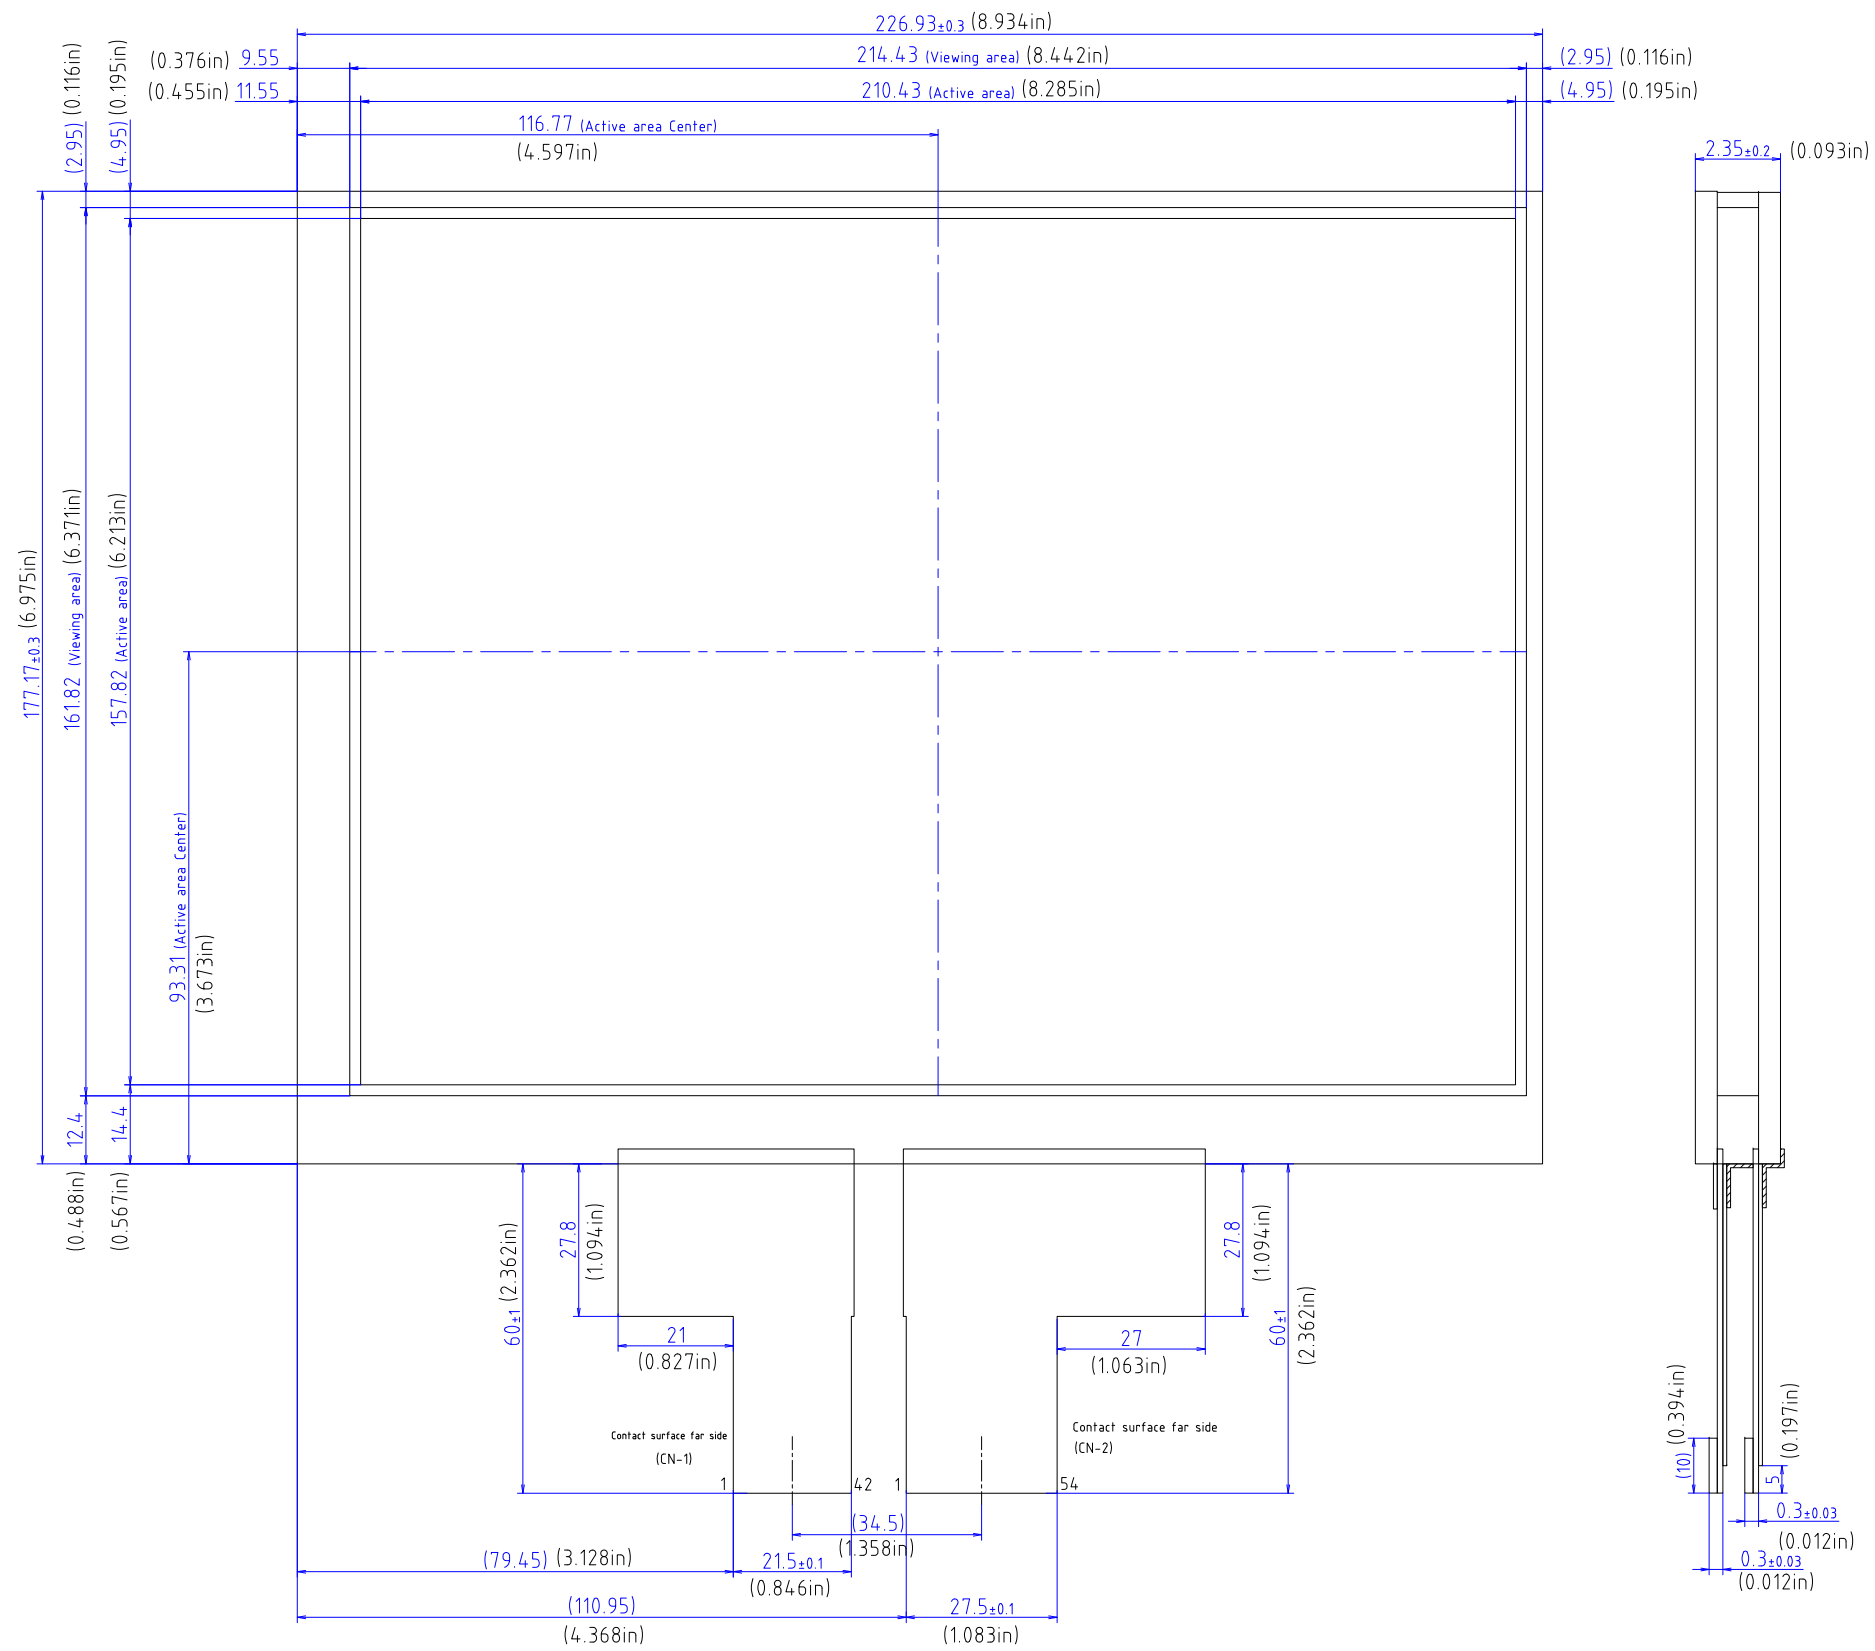 226.93±0.3 (8.934in)
(0.376in) 9.55
214.43 (Viewing area) (8.442in)
(2.95) (0.116in)
(0.455in) 11.55
210.43 (Active area) (8.285in)
(4.95) (0.195in)
116.77 (Active area Center)
(4.597in)
(2.95) (0.116in)
(4.95) (0.195in)
2.35±0.2 (0.093in)
177.17±0.3 (6.975in)
161.82 (Viewing area) (6.371in)
157.82 (Active area) (6.213in)
93.31 (Active area Center)
(3.673in)
12.4
(0.488in)
14.4
(0.567in)
60±1 (2.362in)
27.8
(1.094in)
27.8
(1.094in)
60±1
(2.362in)
21
(0.827in)
27
(1.063in)
Contact surface far side
(CN-1)
Contact surface far side
(CN-2)
1
42
1
54
(0.394in)
(10)
(0.197in)
5
0.3±0.03
(0.012in)
0.3±0.03
(0.012in)
(34.5)
(1.358in)
(79.45) (3.128in)
21.5±0.1
(0.846in)
(110.95)
(4.368in)
27.5±0.1
(1.083in)